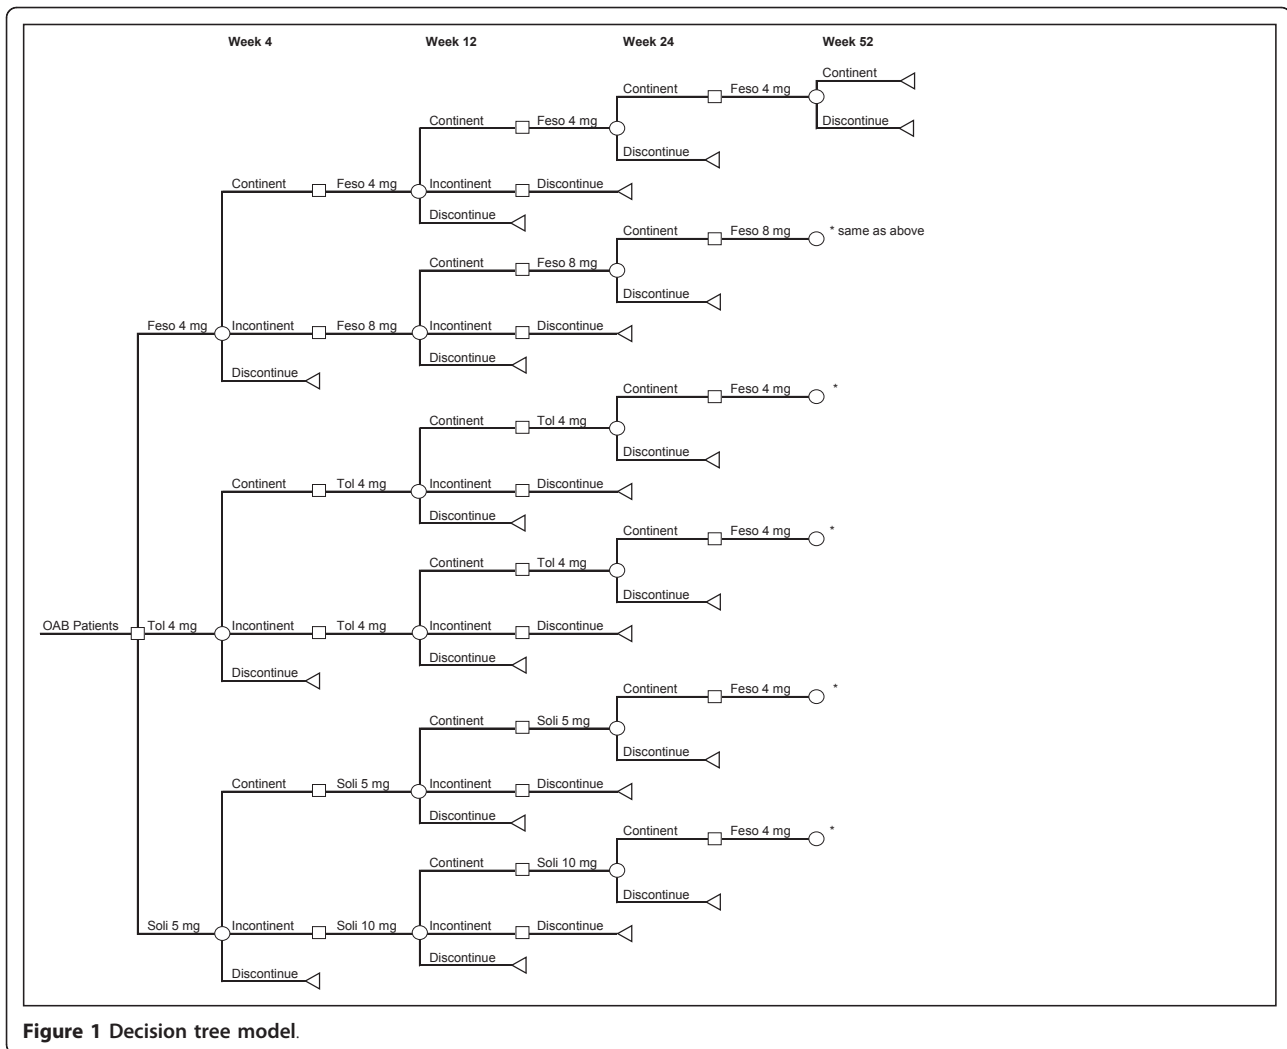 Week 4 Week 12 Week 24 Week 52
Continent
Continent Feso 4 mg
Continent Feso 4 mg Discontinue
Discontinue
Continent Feso 4 mg Incontinent Discontinue
Discontinue
Continent Feso 8 mg * same as above
Continent Feso 8 mg
Discontinue
Feso 4 mg Incontinent Feso 8 mg Incontinent Discontinue
Discontinue
Discontinue
Continent Feso 4 mg *
Continent Tol 4 mg
Discontinue
Continent Tol 4 mg Incontinent Discontinue
Discontinue
Continent Feso 4 mg *
Continent Tol 4 mg
Discontinue
OAB Patients Tol 4 mg Incontinent Tol 4 mg Incontinent Discontinue
Discontinue
Discontinue
Continent Feso 4 mg *
Continent Soli 5 mg
Discontinue
Continent Soli 5 mg Incontinent Discontinue
Discontinue
Continent Feso 4 mg *
Continent Soli 10 mg
Discontinue
Soli 5 mg Incontinent Soli 10 mg Incontinent Discontinue
Discontinue
Discontinue
Figure 1 Decision tree model.